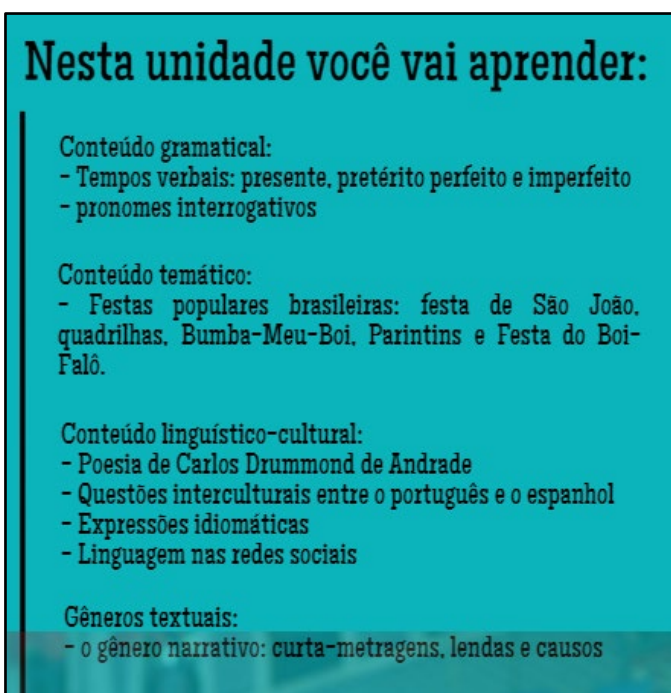 Nesta unidade você vai aprender:
Conteúdo gramatical:
- Tempos verbais: presente, pretérito perfeito e imperfeito
- pronomes interrogativos
Conteúdo temático:
- Festas populares brasileiras: festa de São João,
quadrilhas, Bumba-Meu-Boi, Parintins e Festa do Boi-
Falô.
Conteúdo linguístico-cultural:
- Poesia de Carlos Drummond de Andrade
- Questões interculturais entre o português e o espanhol
- Expressões idiomáticas
- Linguagem nas redes sociais
Gêneros textuais:
- o gênero narrativo: curta-metragens, lendas e causos